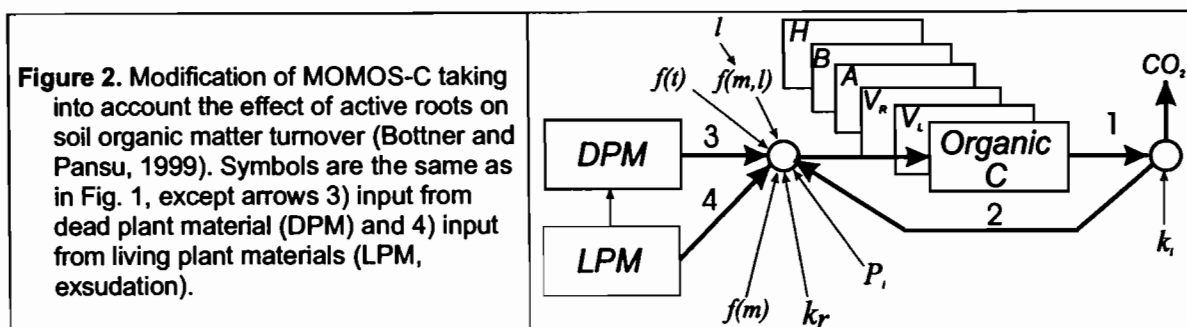 Figure 2. Modification of MOMOS-C taking
into account the effect of active roots on
soil organic matter turnover (Bottner and
Pansu, 1999). Symbols are the same as
in Fig. 1, except arrows 3) input from
dead plant material (DPM) and 4) input
from living plant materials (LPM,
exsudation).
l
f(t)
f(m,l)
H
B
A
V_R
V_L
Organic
C
CO₂
DPM
LPM
3
4
1
2
f(m)
k_r
P_i
k_i